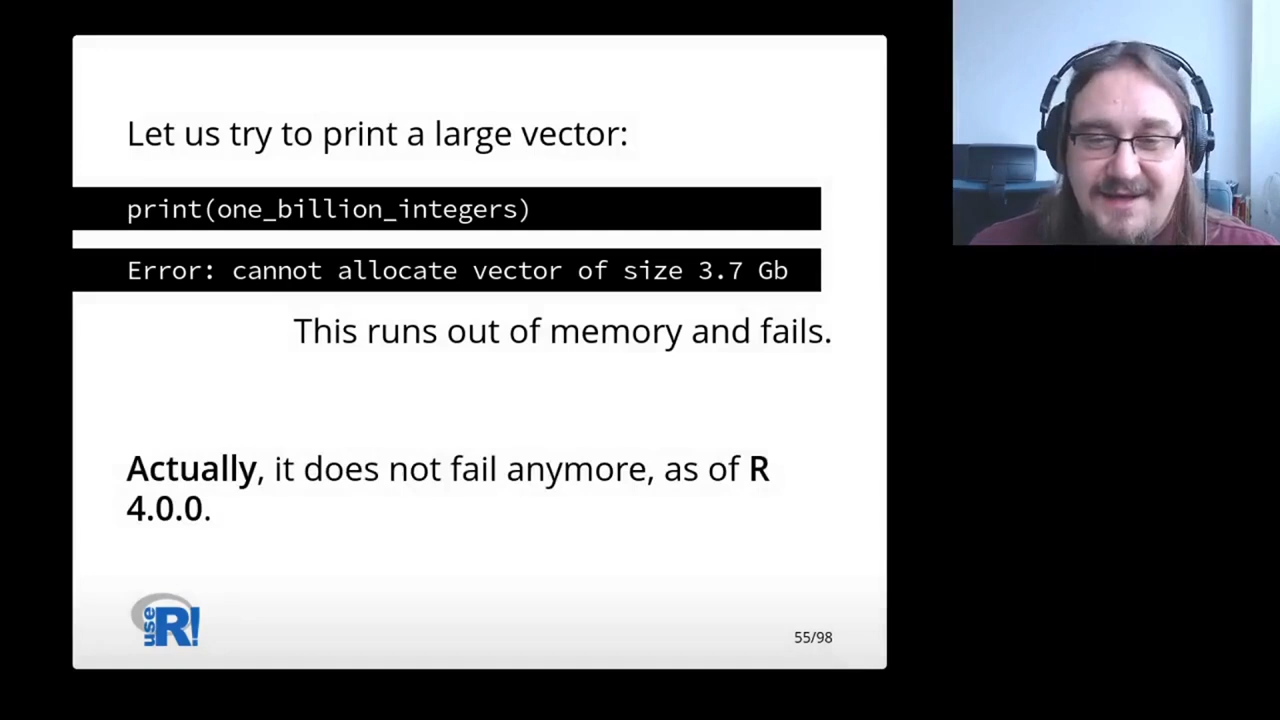 Let us try to print a large vector:
print(one_billion_integers)
Error: cannot allocate vector of size 3.7 Gb
This runs out of memory and fails.
Actually, it does not fail anymore, as of R
4.0.0.
use R!
55/98